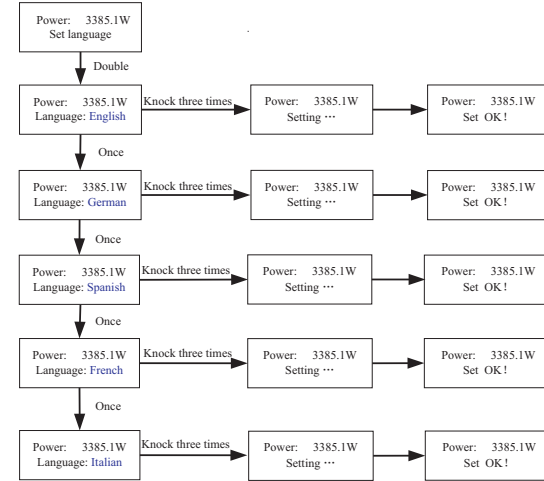 Power: 3385.1W
Set language
Double
Power: 3385.1W
Language: English
Knock three times
Power: 3385.1W
Setting ···
Power: 3385.1W
Set OK!
Once
Power: 3385.1W
Language: German
Knock three times
Power: 3385.1W
Setting ···
Power: 3385.1W
Set OK!
Once
Power: 3385.1W
Language: Spanish
Knock three times
Power: 3385.1W
Setting ···
Power: 3385.1W
Set OK!
Once
Power: 3385.1W
Language: French
Knock three times
Power: 3385.1W
Setting ···
Power: 3385.1W
Set OK!
Once
Power: 3385.1W
Language: Italian
Knock three times
Power: 3385.1W
Setting ···
Power: 3385.1W
Set OK!